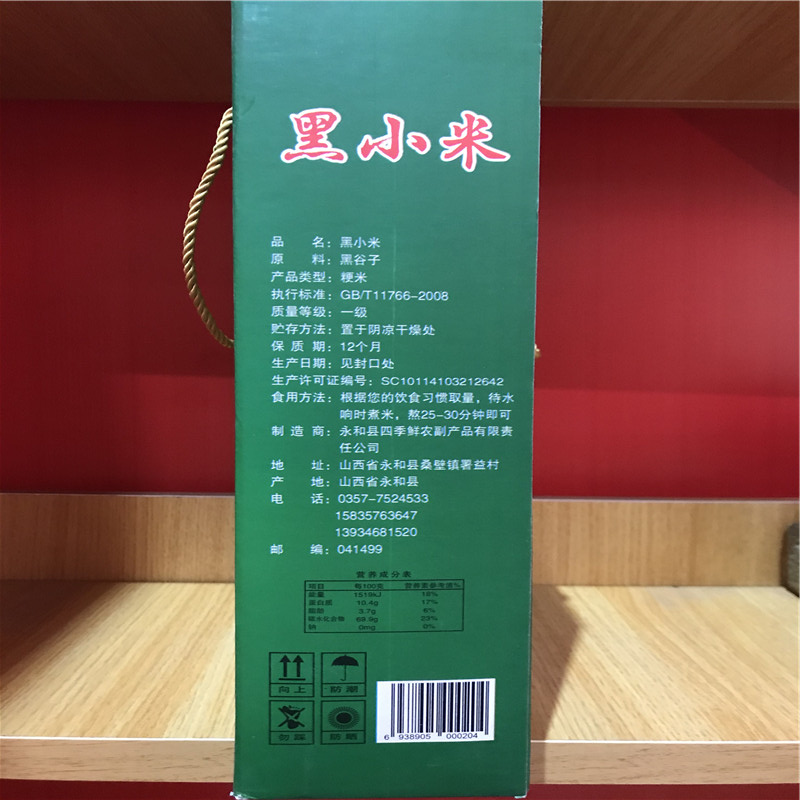 黑小米
品 名：黑小米
原 料：黑谷子
产品类型：粳米
执行标准：GB/T11766-2008
质量等级：一级
贮存方法：置于阴凉干燥处
保 质 期：12个月
生产日期：见封口处
生产许可证编号：SC10114103212642
食用方法：根据您的饮食习惯取量，待水
响时煮米，熬25-30分钟即可
制 造 商：永和县四季鲜农副产品有限责
任公司
地 址：山西省永和县桑壁镇署益村
产 地：山西省永和县
电 话：0357-7524533
15835763647
13934681520
邮 编：041499
营养成分表
项目 每100克 营养素参考值%
能量 1519kJ 18%
蛋白质 10.4g 17%
脂肪 3.7g 6%
碳水化合物 69.9g 23%
钠 0mg 0%
向上 防潮
勿踩 防晒
6 938905 000204